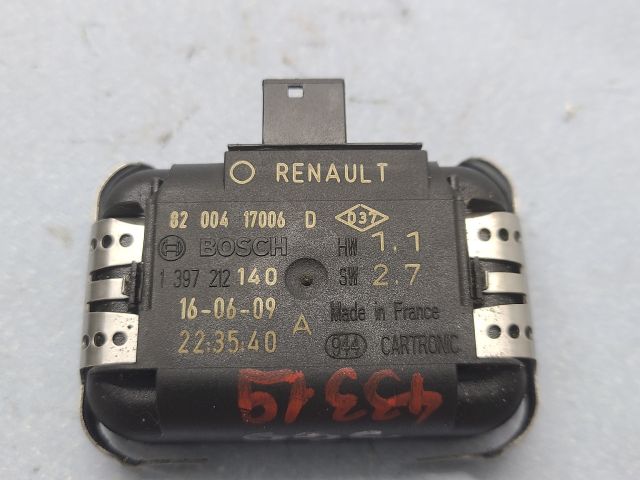 RENAULT
82 004 17006 D D37
BOSCH HW 1.1
1 397 212 140 SW 2.7
16-06-09 A Made in France
22:35:40 944 CARTRONIC
43319